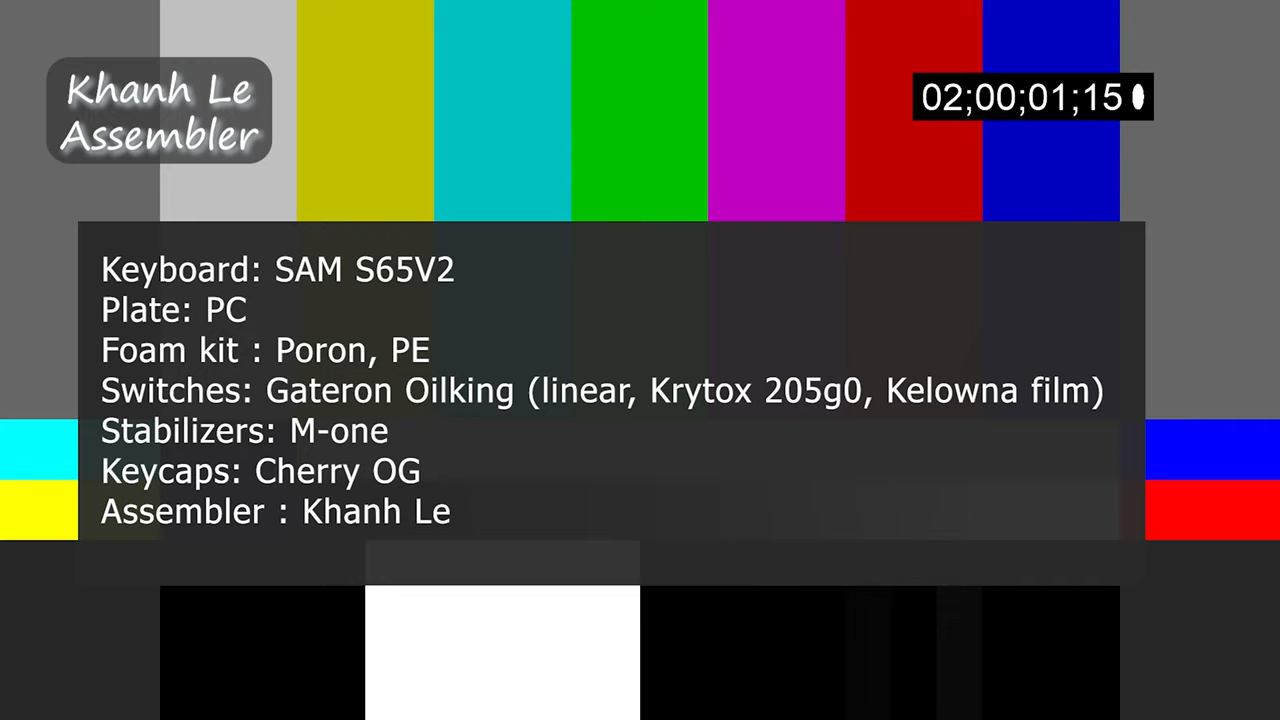 Khanh Le
Assembler
02;00;01;15
Keyboard: SAM S65V2
Plate: PC
Foam kit : Poron, PE
Switches: Gateron Oilking (linear, Krytox 205g0, Kelowna film)
Stabilizers: M-one
Keycaps: Cherry OG
Assembler : Khanh Le